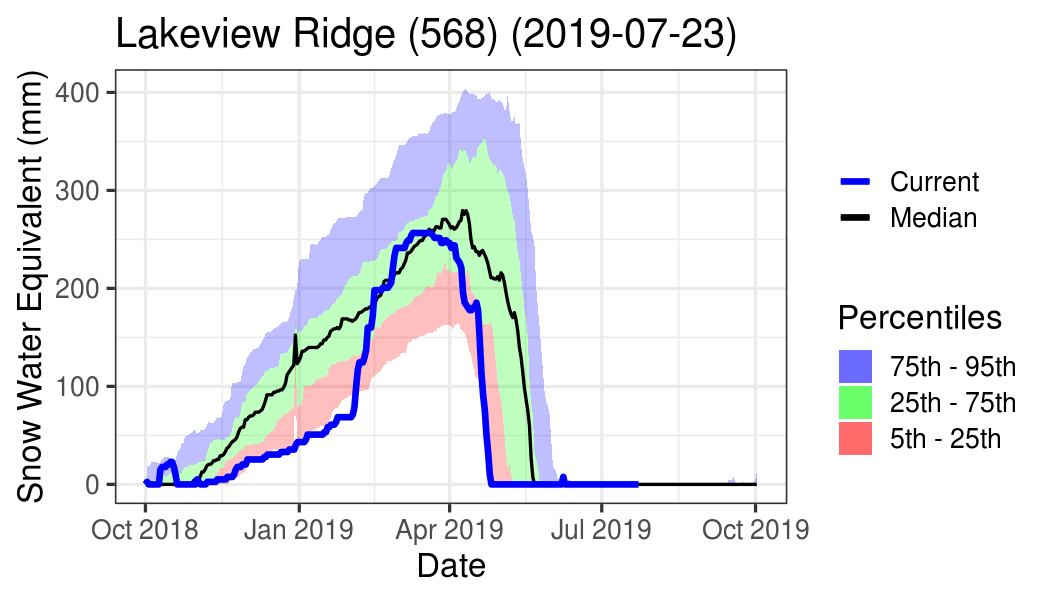 Lakeview Ridge (568) (2019-07-23)
Snow Water Equivalent (mm)
400
300
200
100
0
Oct 2018
Jan 2019
Apr 2019
Jul 2019
Oct 2019
Date
Current
Median
Percentiles
75th - 95th
25th - 75th
5th - 25th